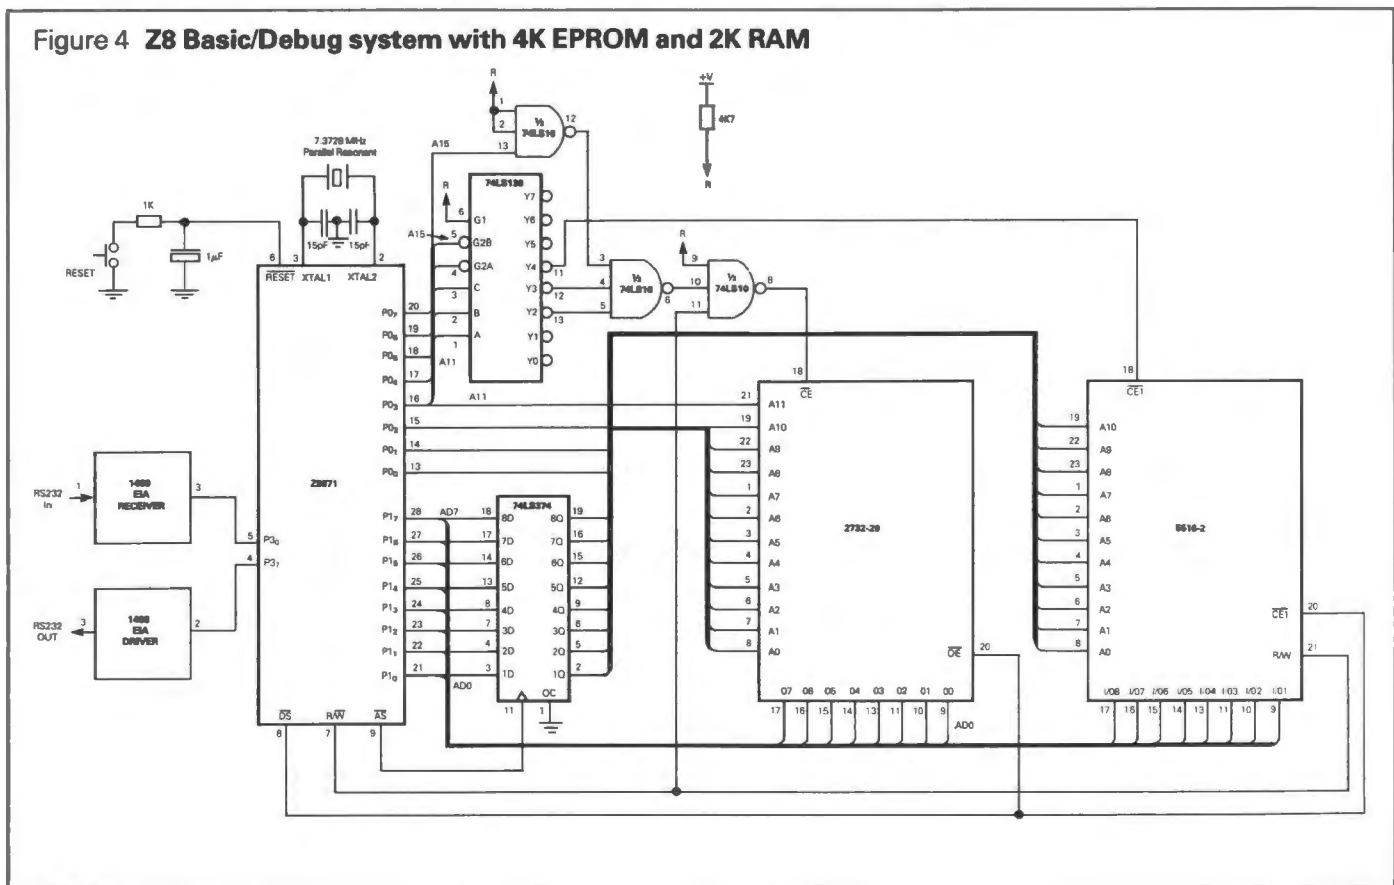 Figure 4 Z8 Basic/Debug system with 4K EPROM and 2K RAM
R
1
2
13
12
1/3
74LS10
+V
4K7
R
7.3728 MHz
Parallel Resonant
A15
74LS138
R
6
G1
A15
5
G2B
4
G2A
3
C
2
B
1
A
A11
Y7
Y6
Y5
Y4
11
Y3
12
Y2
13
Y1
Y0
3
4
5
1/3
6
R
9
10
11
1/3
74LS10
8
1K
RESET
1µF
15pF
15pF
6
3
2
RESET
XTAL1
XTAL2
Z8671
P07
20
P06
19
P05
18
P04
17
P03
16
P02
15
P01
14
P00
13
P17
28
P16
27
P15
26
P14
25
P13
24
P12
23
P11
22
P10
21
RS232
In
1
EIA
RECEIVER
3
5
P30
4
P37
RS232
OUT
3
EIA
DRIVER
2
DS
R/W
AS
8
7
9
A11
AD7
AD0
74LS374
18
8D
8Q
19
17
7D
7Q
16
14
6D
6Q
15
13
5D
5Q
12
8
4D
4Q
9
7
3D
3Q
6
4
2D
2Q
5
3
1D
1Q
2
OC
11
1
18
CE
21
A11
19
A10
22
A9
23
A8
1
A7
2
A6
3
A5
4
A4
5
A3
6
A2
7
A1
8
A0
OE
20
O7 O6 O5 O4 O3 O2 O1 O0
17 16 15 14 13 11 10 9
AD0
18
CE1
19
A10
22
A9
23
A8
1
A7
2
A6
3
A5
4
A4
5
A3
6
A2
7
A1
8
A0
CE1
20
R/W
21
I/O8 I/O7 I/O6 I/O5 I/O4 I/O3 I/O2 I/O1
17 16 15 14 13 11 10 9